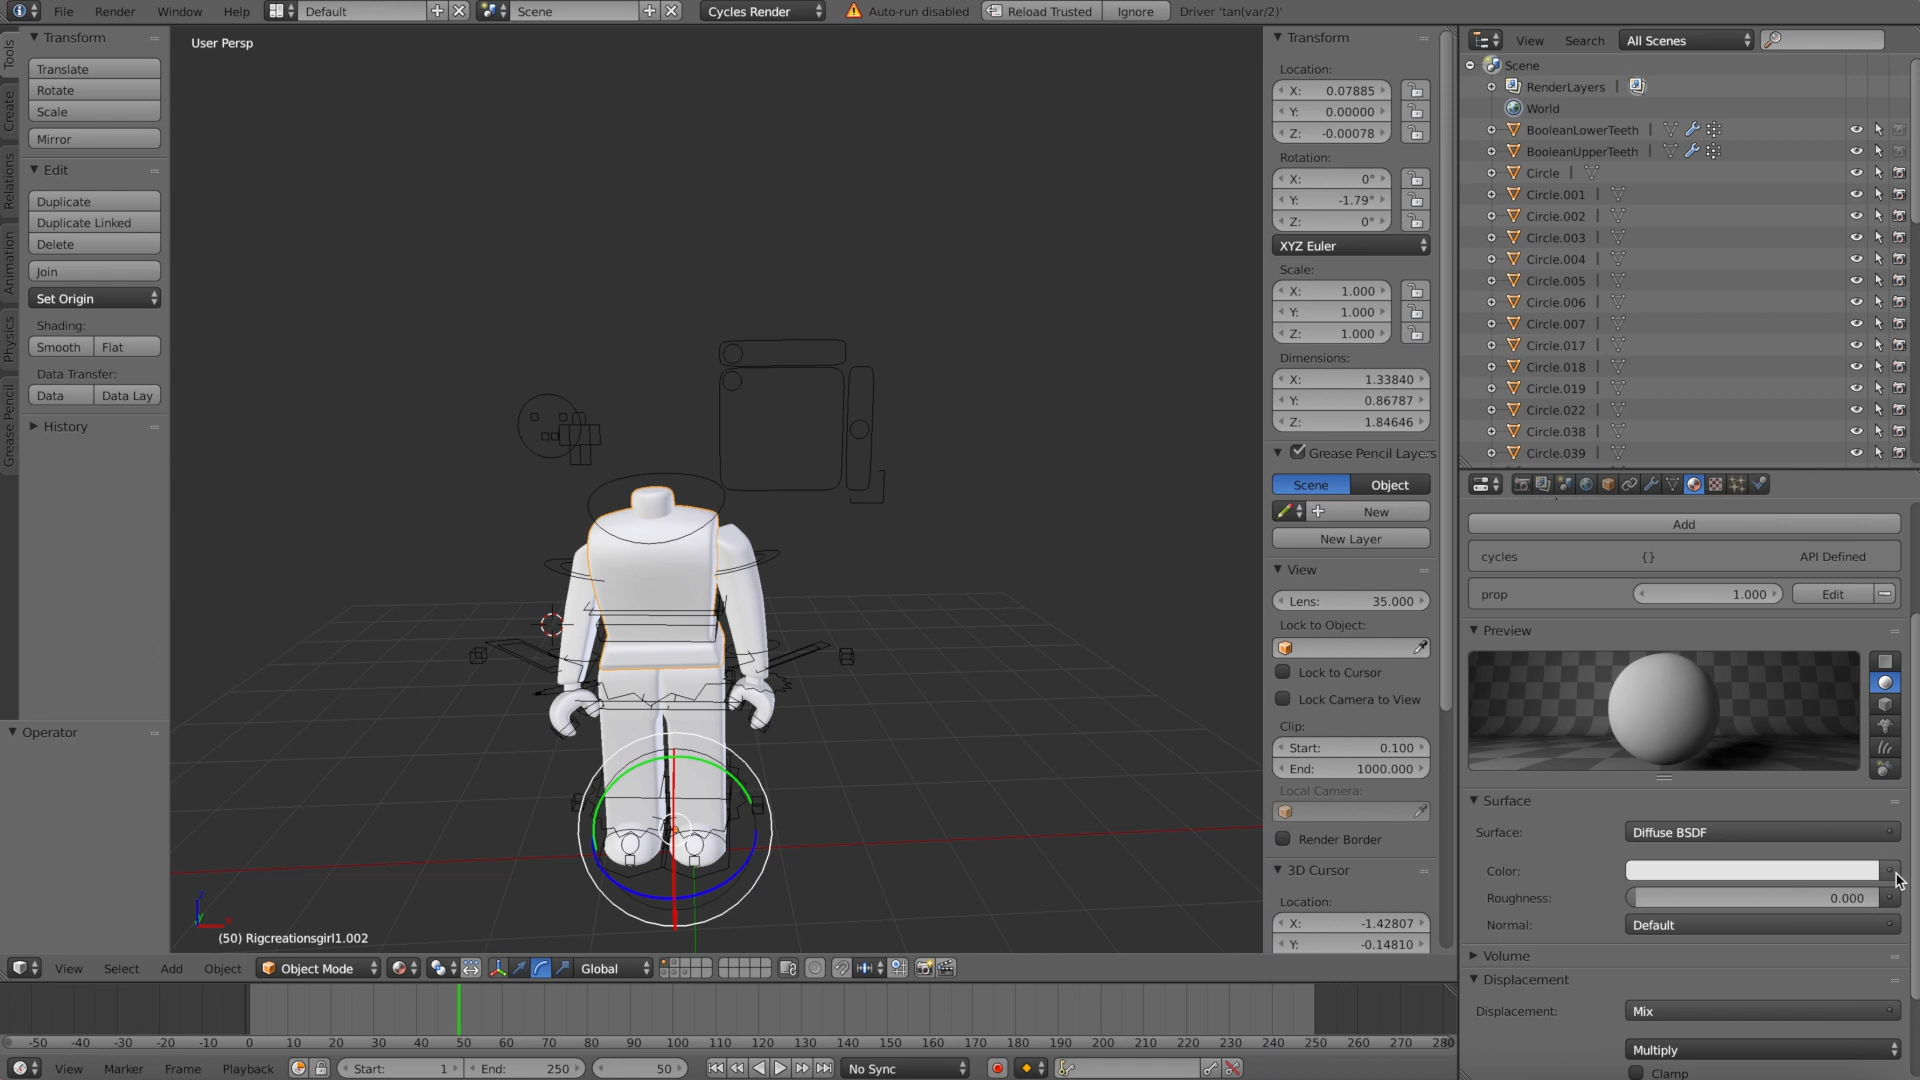 File Render Window Help Default Scene Cycles Render Auto-run disabled Reload Trusted Ignore Driver 'tan(var/2)'
Tools
Create
Relations
Animation
Physics
Grease Pencil
Transform
Translate
Rotate
Scale
Mirror
Edit
Duplicate
Duplicate Linked
Delete
Join
Set Origin
Shading:
Smooth Flat
Data Transfer:
Data Data Lay
History
Operator
User Persp
(50) Rigcreationsgirl1.002
Transform
Location:
X: 0.07885
Y: 0.00000
Z: -0.00078
Rotation:
X: 0°
Y: -1.79°
Z: 0°
XYZ Euler
Scale:
X: 1.000
Y: 1.000
Z: 1.000
Dimensions:
X: 1.33840
Y: 0.86787
Z: 1.84646
Grease Pencil Layers
Scene Object
New
New Layer
View
Lens: 35.000
Lock to Object:
Lock to Cursor
Lock Camera to View
Clip:
Start: 0.100
End: 1000.000
Local Camera:
Render Border
3D Cursor
Location:
X: -1.42807
Y: -0.14810
View Search All Scenes
Scene
RenderLayers
World
BooleanLowerTeeth
BooleanUpperTeeth
Circle
Circle.001
Circle.002
Circle.003
Circle.004
Circle.005
Circle.006
Circle.007
Circle.017
Circle.018
Circle.019
Circle.022
Circle.038
Circle.039
Add
cycles {} API Defined
prop 1.000 Edit
Preview
Surface
Surface: Diffuse BSDF
Color:
Roughness: 0.000
Normal: Default
Volume
Displacement
Displacement: Mix
Multiply
Clamp
View Select Add Object Object Mode Global
-50 -40 -30 -20 -10 0 10 20 30 40 50 60 70 80 90 100 110 120 130 140 150 160 170 180 190 200 210 220 230 240 250 260 270 280
View Marker Frame Playback Start: 1 End: 250 50 No Sync